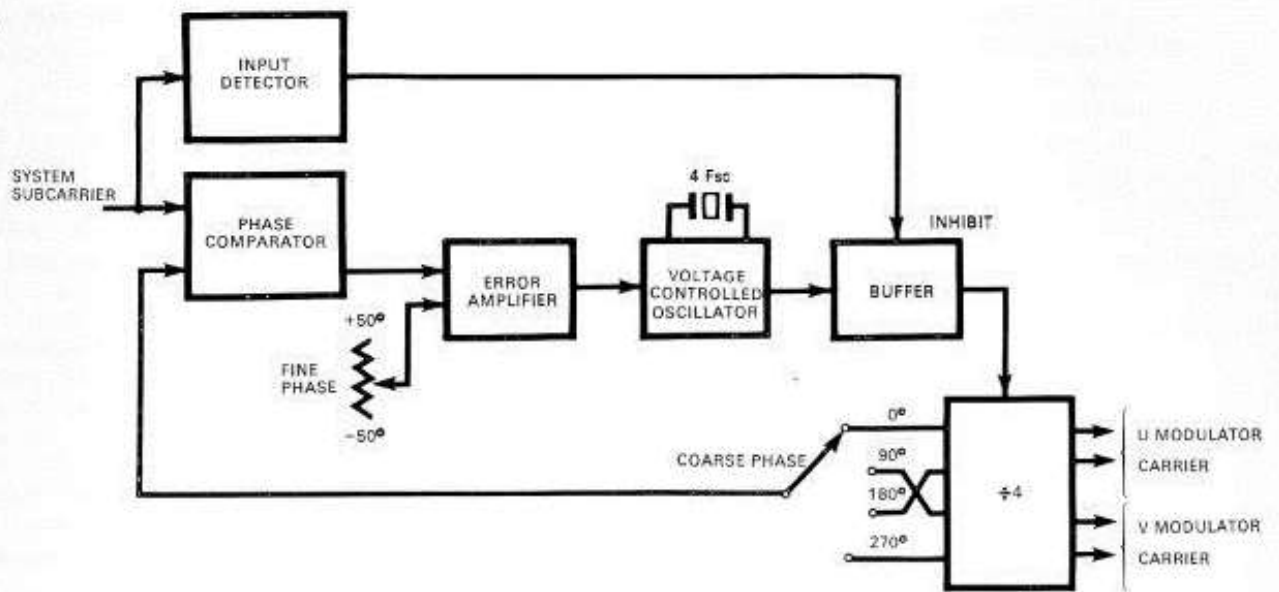 INPUT
DETECTOR
SYSTEM
SUBCARRIER
PHASE
COMPARATOR
4 Fsc
INHIBIT
ERROR
AMPLIFIER
VOLTAGE
CONTROLLED
OSCILLATOR
BUFFER
+50°
FINE
PHASE
-50°
COARSE PHASE
0°
90°
180°
270°
÷4
U MODULATOR
CARRIER
V MODULATOR
CARRIER